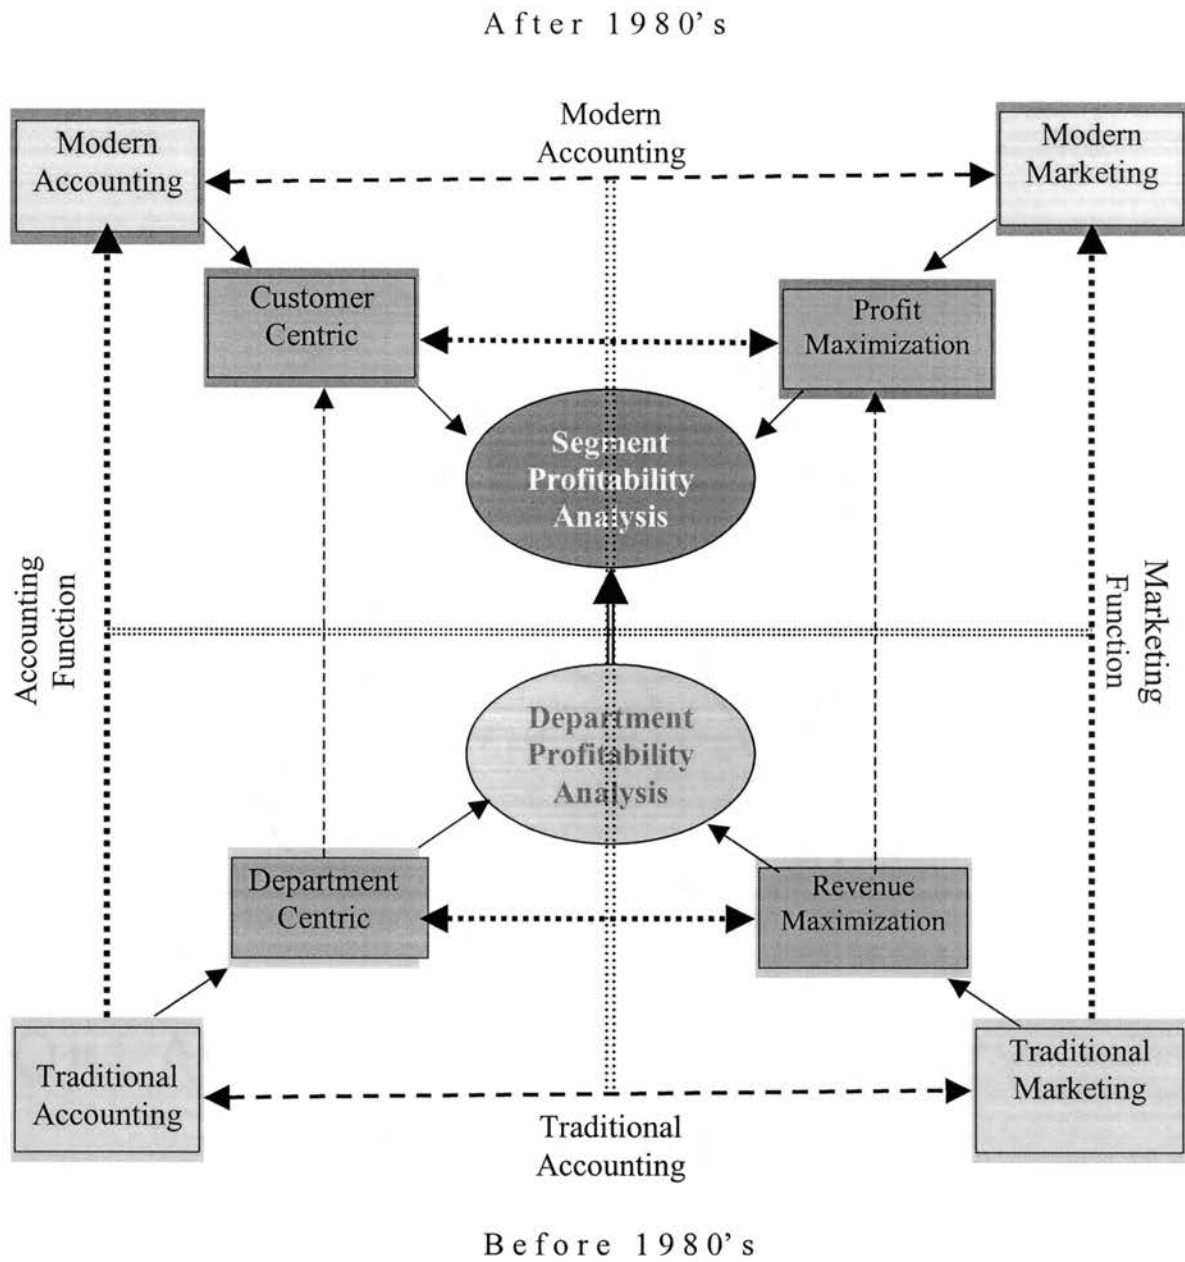 After 1980's
Modern
Accounting
Modern
Accounting
Modern
Marketing
Customer
Centric
Profit
Maximization
Segment
Profitability
Analysis
Accounting
Function
Marketing
Function
Department
Profitability
Analysis
Department
Centric
Revenue
Maximization
Traditional
Accounting
Traditional
Accounting
Traditional
Marketing
Before 1980's